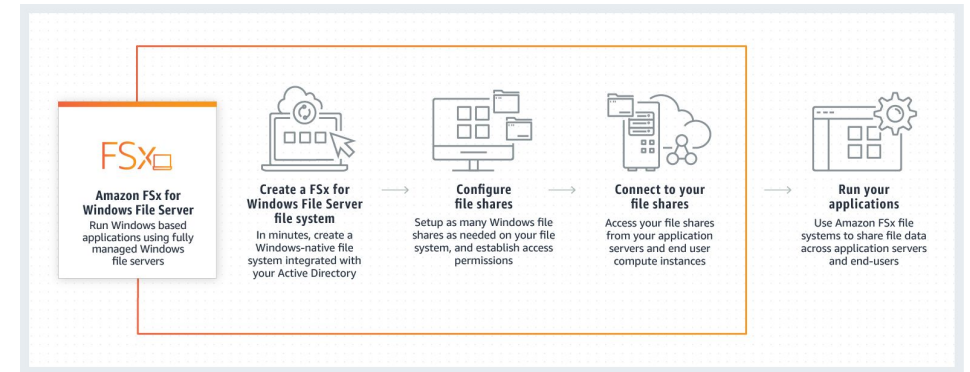 FSx
Amazon FSx for
Windows File Server
Run Windows based
applications using fully
managed Windows
file servers
Create a FSx for
Windows File Server
file system
In minutes, create a
Windows-native file
system integrated with
your Active Directory
Configure
file shares
Setup as many Windows file
shares as needed on your file
system, and establish access
permissions
Connect to your
file shares
Access your file shares
from your application
servers and end user
compute instances
Run your
applications
Use Amazon FSx file
systems to share file data
across application servers
and end-users